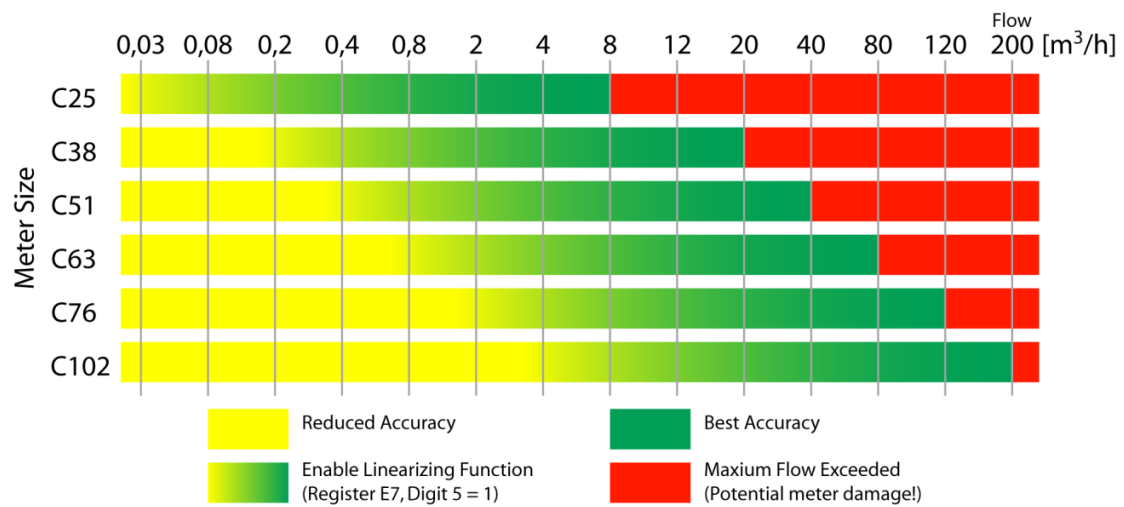 Flow
0,03 0,08 0,2 0,4 0,8 2 4 8 12 20 40 80 120 200 [m³/h]
Meter Size
C25
C38
C51
C63
C76
C102
Reduced Accuracy
Best Accuracy
Enable Linearizing Function
(Register E7, Digit 5 = 1)
Maxium Flow Exceeded
(Potential meter damage!)